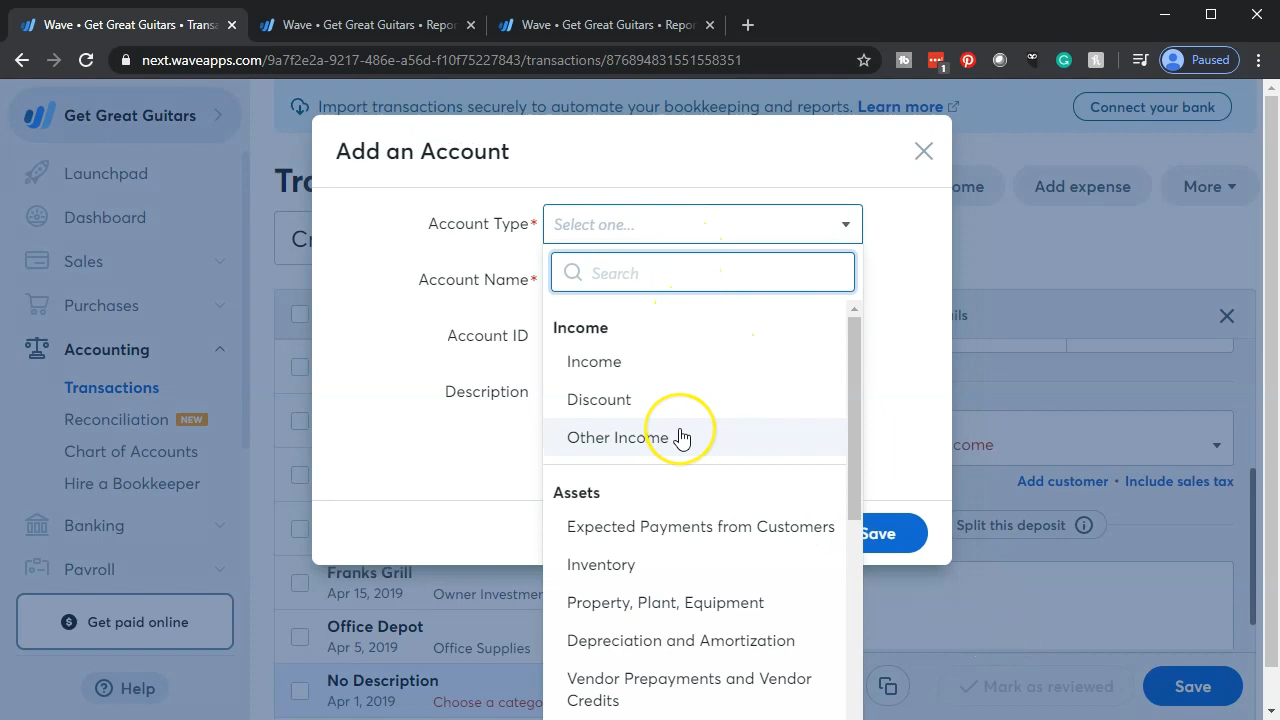 Wave • Get Great Guitars • Transa
Wave • Get Great Guitars • Repor
Wave • Get Great Guitars • Repor
next.waveapps.com/9a7f2e2a-9217-486e-a56d-f10f75227843/transactions/876894831551558351
1
Paused
Get Great Guitars
Import transactions securely to automate your bookkeeping and reports. Learn more
Connect your bank
Launchpad
Dashboard
Sales
Purchases
Accounting
Transactions
Reconciliation NEW
Chart of Accounts
Hire a Bookkeeper
Banking
Payroll
Get paid online
Help
Add expense
More
Add an Account
Account Type*
Select one...
Search
Account Name*
Account ID
Description
Income
Income
Discount
Other Income
Assets
Expected Payments from Customers
Inventory
Property, Plant, Equipment
Depreciation and Amortization
Vendor Prepayments and Vendor
Credits
Save
Add customer • Include sales tax
Split this deposit
Franks Grill
Apr 15, 2019 Owner Investmen
Office Depot
Apr 5, 2019 Office Supplies
No Description
Apr 1, 2019 Choose a catego
Mark as reviewed
Save